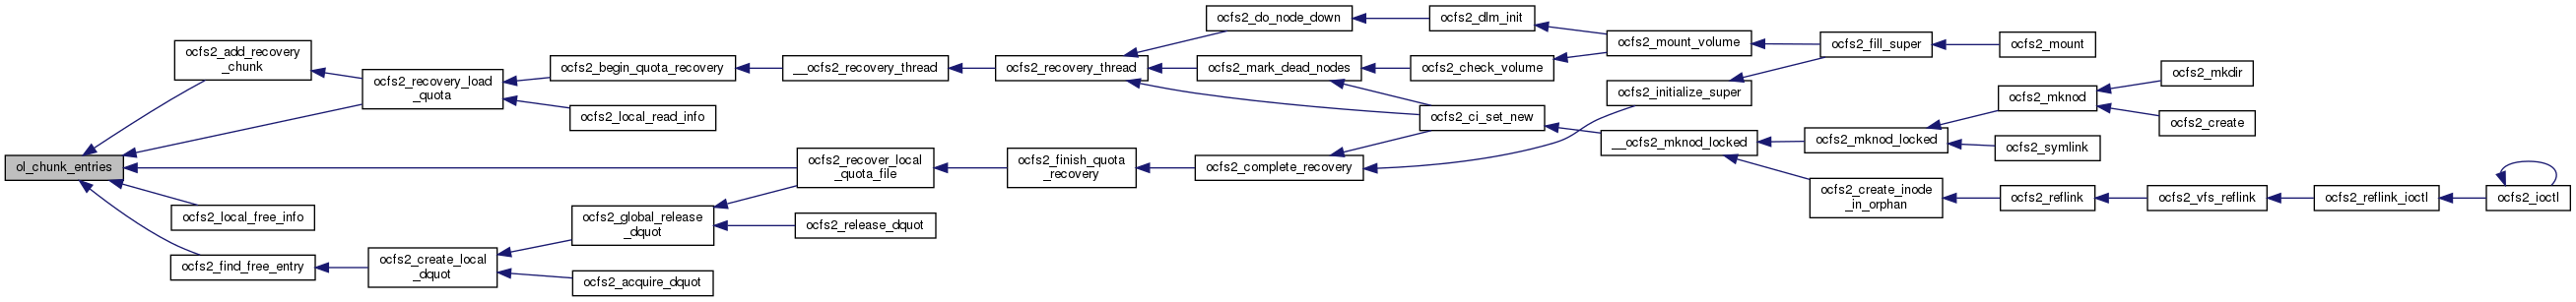 ol_chunk_entries
ocfs2_add_recovery
_chunk
ocfs2_recovery_load
_quota
ocfs2_begin_quota_recovery
__ocfs2_recovery_thread
ocfs2_recovery_thread
ocfs2_do_node_down
ocfs2_dlm_init
ocfs2_mount_volume
ocfs2_fill_super
ocfs2_mount
ocfs2_mark_dead_nodes
ocfs2_check_volume
ocfs2_initialize_super
ocfs2_local_read_info
ocfs2_ci_set_new
__ocfs2_mknod_locked
ocfs2_mknod_locked
ocfs2_mknod
ocfs2_mkdir
ocfs2_create
ocfs2_symlink
ocfs2_recover_local
_quota_file
ocfs2_finish_quota
_recovery
ocfs2_complete_recovery
ocfs2_create_inode
_in_orphan
ocfs2_reflink
ocfs2_vfs_reflink
ocfs2_reflink_ioctl
ocfs2_ioctl
ocfs2_local_free_info
ocfs2_global_release
_dquot
ocfs2_release_dquot
ocfs2_find_free_entry
ocfs2_create_local
_dquot
ocfs2_acquire_dquot